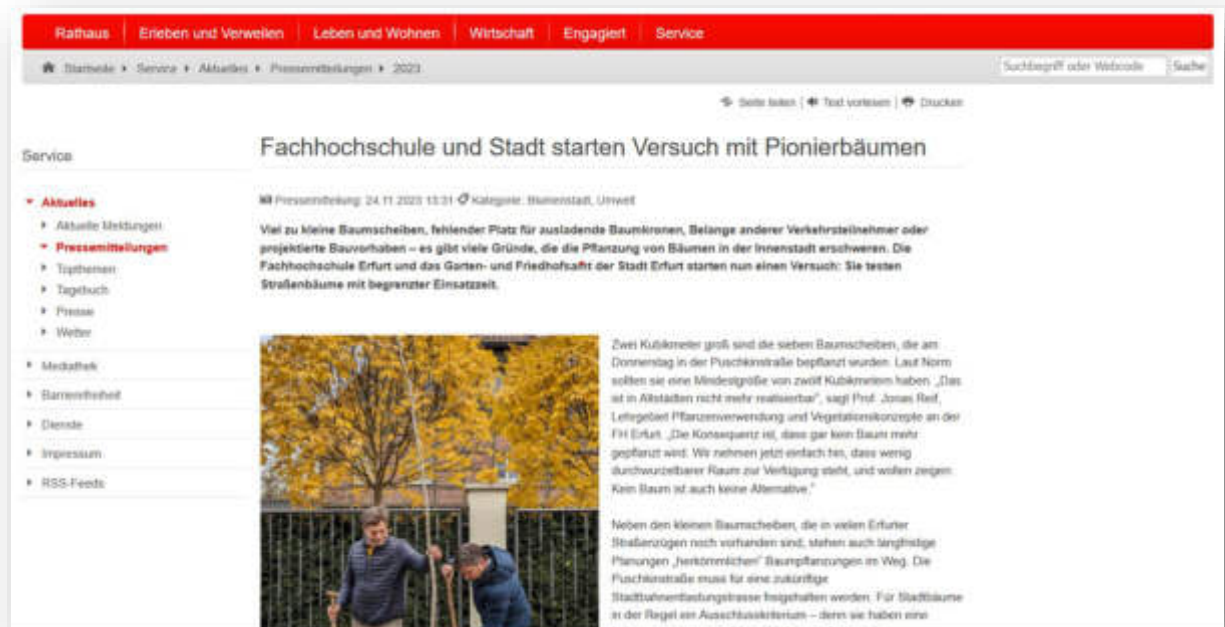 Rathaus Erleben und Verweilen Leben und Wohnen Wirtschaft Engagiert Service
Startseite Service Aktuelles Pressemitteilungen 2023 Suchbegriff oder Webcode Suche
Seite teilen | Text vorlesen | Drucken
Service
Aktuelles
Aktuelle Meldungen
Pressemitteilungen
Topthemen
Tagebuch
Presse
Wetter
Mediathek
Barrierefreiheit
Dienste
Impressum
RSS-Feeds
Fachhochschule und Stadt starten Versuch mit Pionierbäumen
Pressemitteilung: 24.11.2023 13:31 Kategorie: Blumenstadt, Umwelt
Viel zu kleine Baumscheiben, fehlender Platz für ausladende Baumkronen, Belange anderer Verkehrsteilnehmer oder
projektierte Bauvorhaben – es gibt viele Gründe, die die Pflanzung von Bäumen in der Innenstadt erschweren. Die
Fachhochschule Erfurt und das Garten- und Friedhofsamt der Stadt Erfurt starten nun einen Versuch: Sie testen
Straßenbäume mit begrenzter Einsatzzeit.
Zwei Kubikmeter groß sind die sieben Baumscheiben, die am
Donnerstag in der Puschkinstraße bepflanzt wurden. Laut Norm
sollten sie eine Mindestgröße von zwölf Kubikmetern haben. „Das
ist in Altstädten nicht mehr realisierbar", sagt Prof. Jonas Reif,
Lehrgebiet Pflanzenverwendung und Vegetationskonzepte an der
FH Erfurt. „Die Konsequenz ist, dass gar kein Baum mehr
gepflanzt wird. Wir nehmen jetzt einfach hin, dass wenig
durchwurzelbarer Raum zur Verfügung steht, und wollen zeigen:
Kein Baum ist auch keine Alternative."
Neben den kleinen Baumscheiben, die in vielen Erfurter
Straßenzügen noch vorhanden sind, stehen auch langfristige
Planungen „herkömmlichen" Baumpflanzungen im Weg. Die
Puschkinstraße muss für eine zukünftige
Stadtbahnentlastungstrasse freigehalten werden. Für Stadtbäume
in der Regel ein Ausschlusskriterium – denn sie haben eine